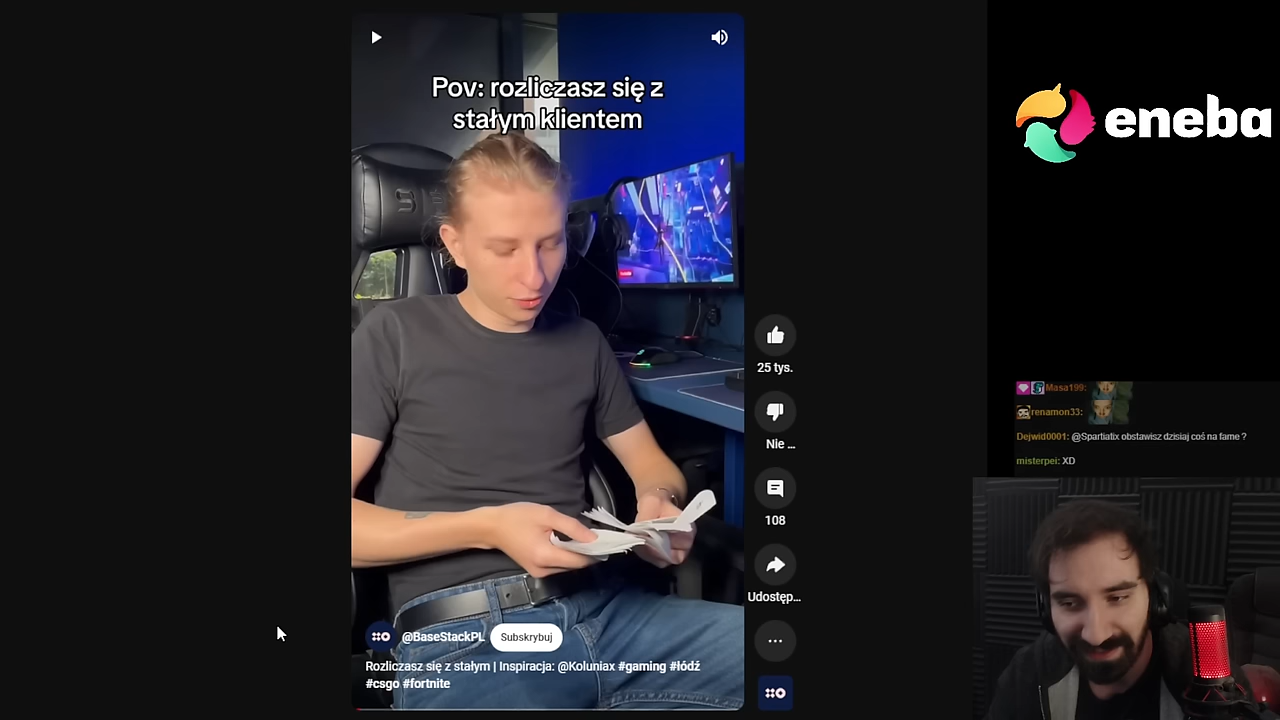 Pov: rozliczasz się z
stałym klientem
25 tys.
Nie ...
108
Udostęp...
@BaseStackPL
Subskrybuj
Rozliczasz się z stałym | Inspiracja: @Koluniax #gaming #łódź
#csgo #fortnite
eneba
Masa199:
renamon33:
Dejwid0001: @Spartiatix obstawisz dzisiaj coś na fame ?
misterpei: XD